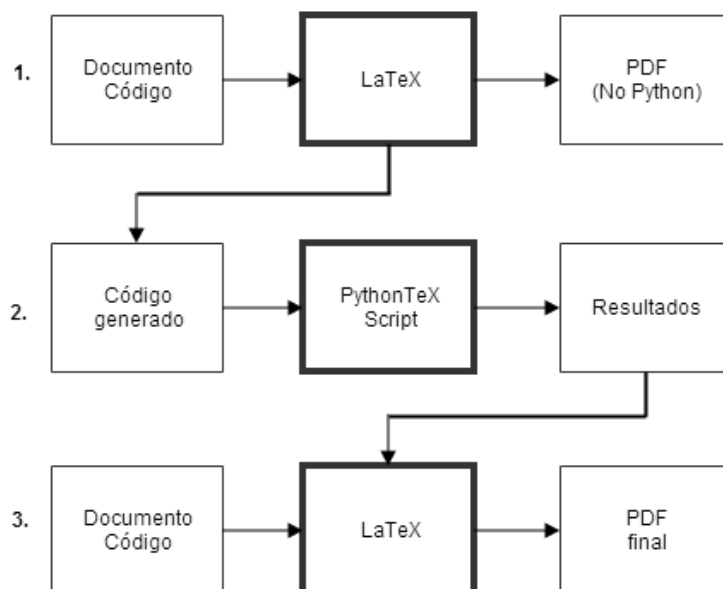 1.
Documento
Código
LaTeX
PDF
(No Python)
2.
Código
generado
PythonTeX
Script
Resultados
3.
Documento
Código
LaTeX
PDF
final